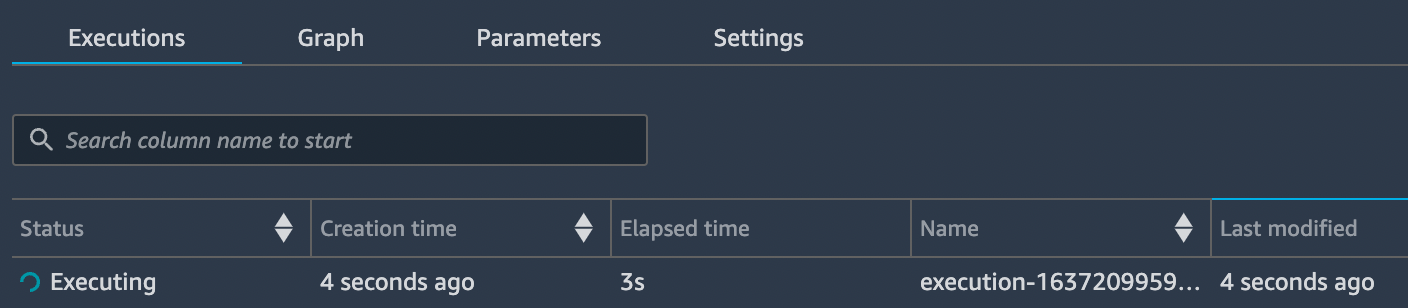 Executions Graph Parameters Settings
Search column name to start
Status Creation time Elapsed time Name Last modified
Executing 4 seconds ago 3s execution-1637209959... 4 seconds ago